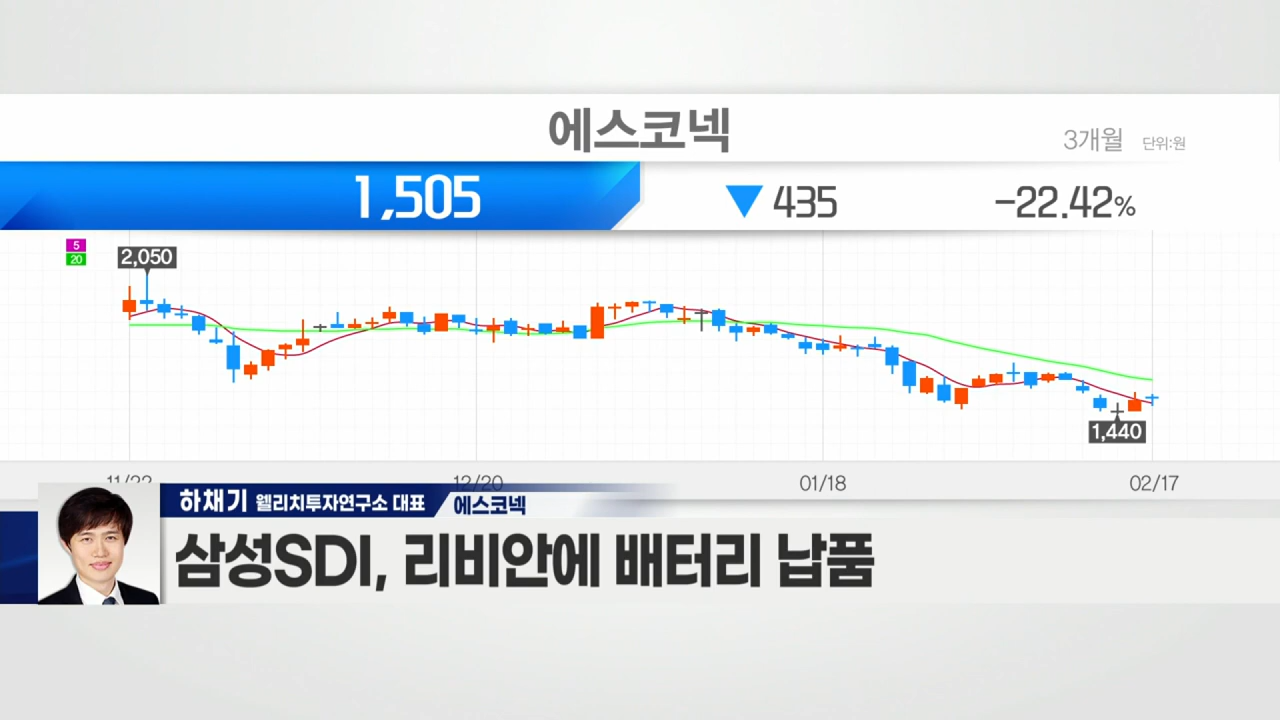 에스코넥
3개월 단위:원
1,505 ▼ 435 -22.42%
5
20
2,050
1,440
11/22 12/20 01/18 02/17
하채기 웰리치투자연구소 대표 에스코넥
삼성SDI, 리비안에 배터리 납품